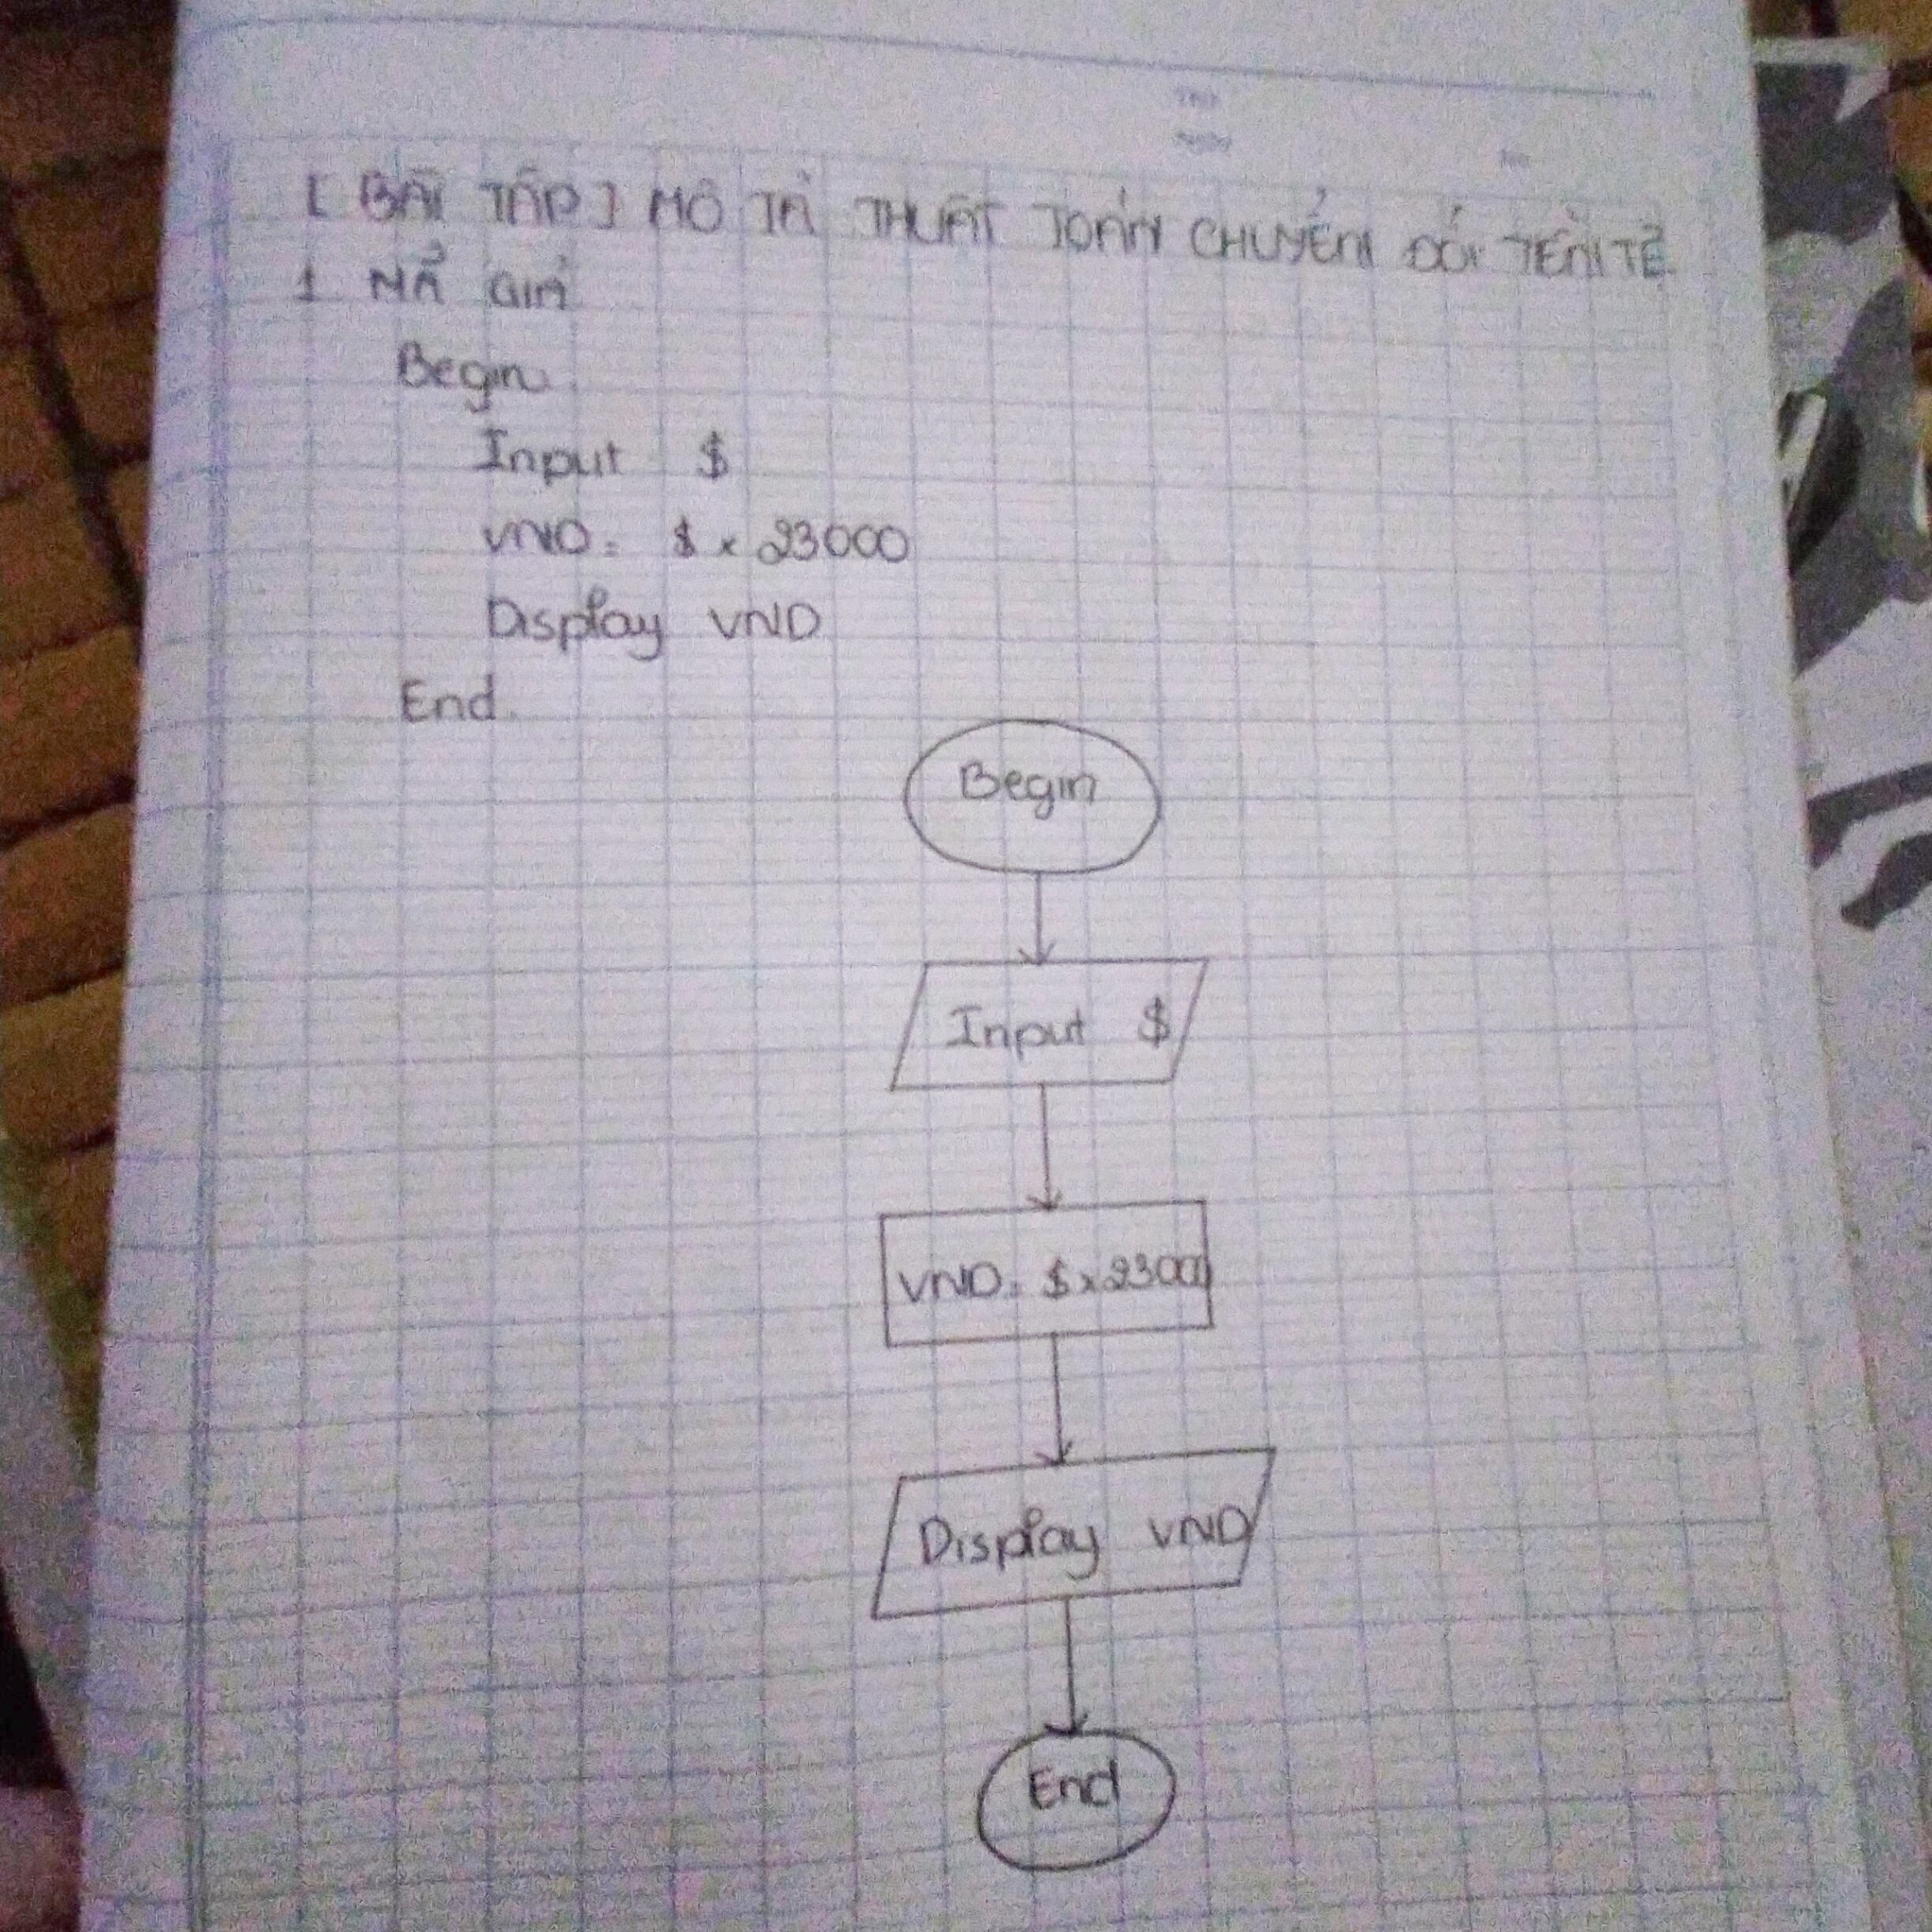 [ BÀI TẬP ] MÔ TẢ THUẬT TOÁN CHUYỂN ĐỔI TIỀN TỆ
1 MÃ GIẢ
Begin
Input $
VND = $ x 23000
Display VND
End
Begin
Input $
VND = $ x 23000
Display VND
End